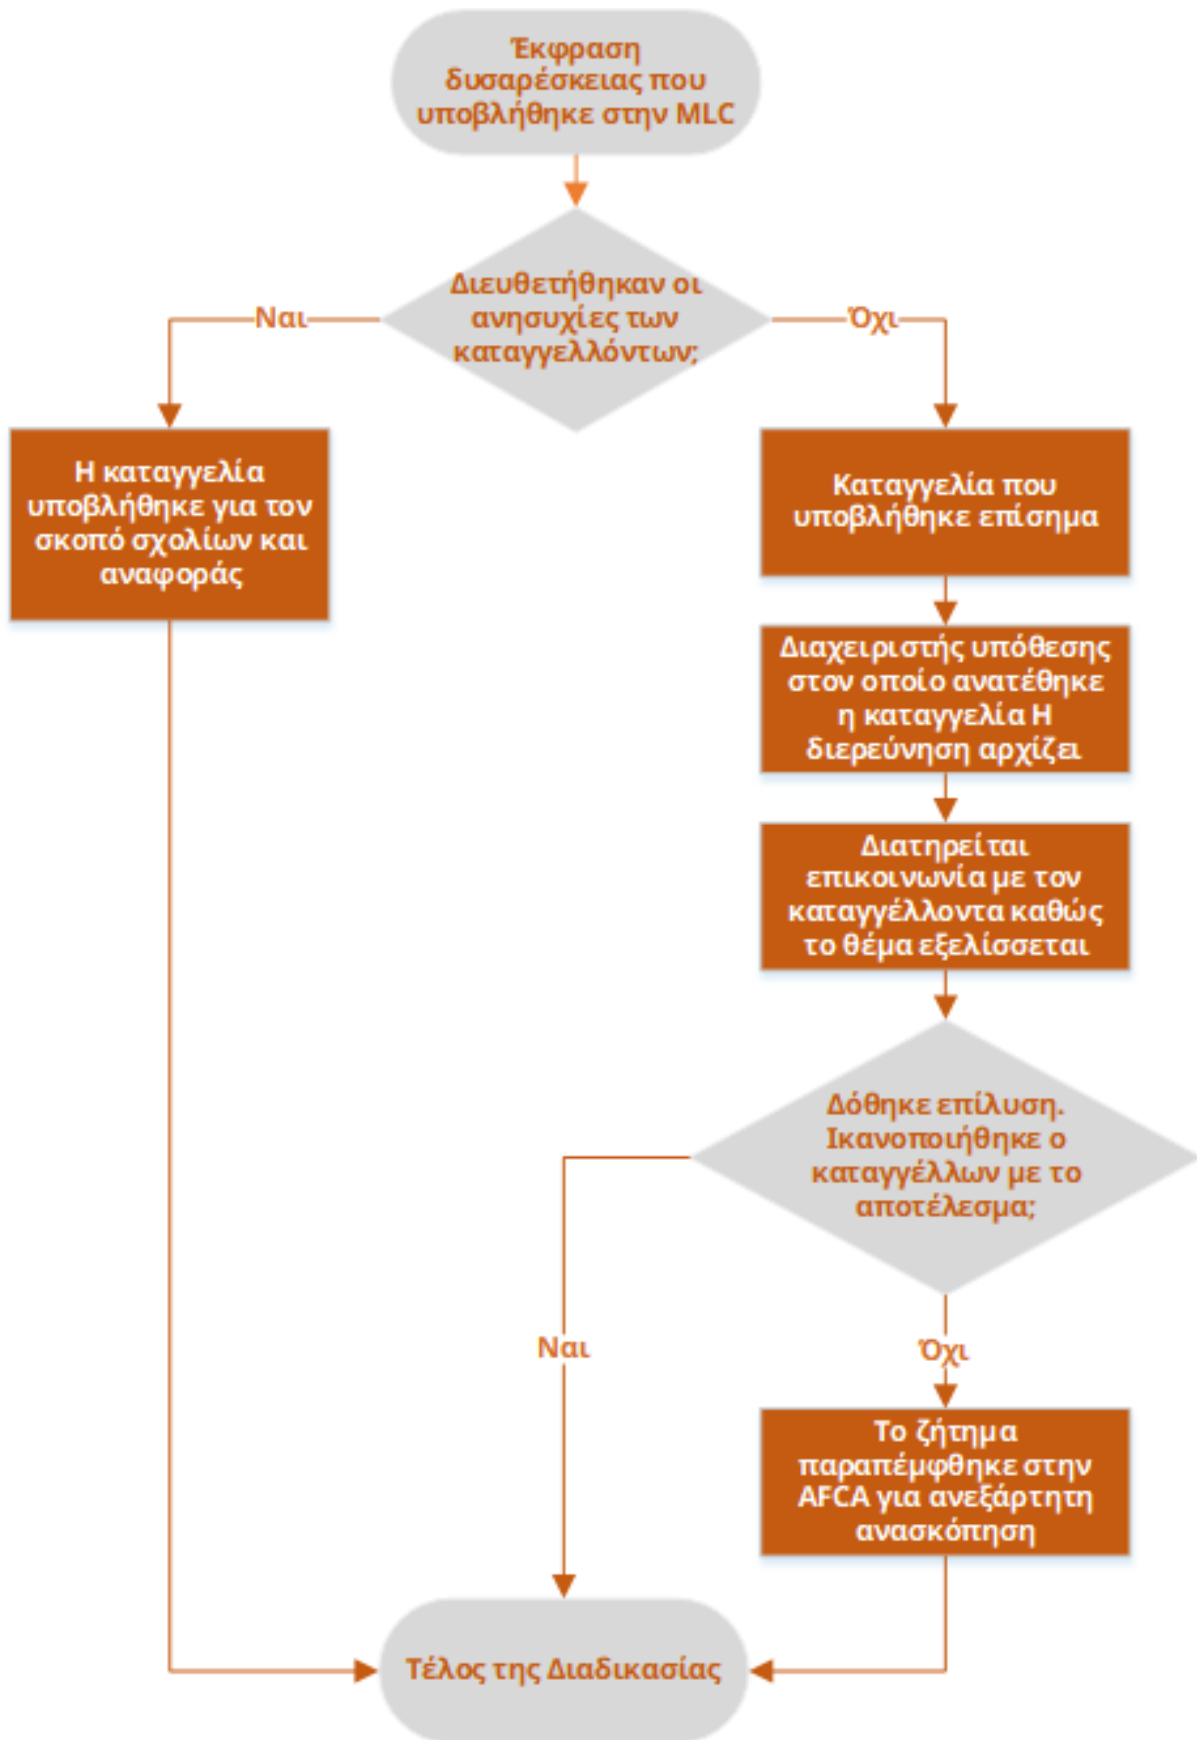 Έκφραση
δυσαρέσκειας που
υποβλήθηκε στην MLC
Διευθετήθηκαν οι
ανησυχίες των
καταγγελλόντων;
Ναι
Όχι
Η καταγγελία
υποβλήθηκε για τον
σκοπό σχολίων και
αναφοράς
Καταγγελία που
υποβλήθηκε επίσημα
Διαχειριστής υπόθεσης
στον οποίο ανατέθηκε
η καταγγελία Η
διερεύνηση αρχίζει
Διατηρείται
επικοινωνία με τον
καταγγέλλοντα καθώς
το θέμα εξελίσσεται
Δόθηκε επίλυση.
Ικανοποιήθηκε ο
καταγγέλλων με το
αποτέλεσμα;
Ναι
Όχι
Το ζήτημα
παραπέμφθηκε στην
AFCA για ανεξάρτητη
ανασκόπηση
Τέλος της Διαδικασίας